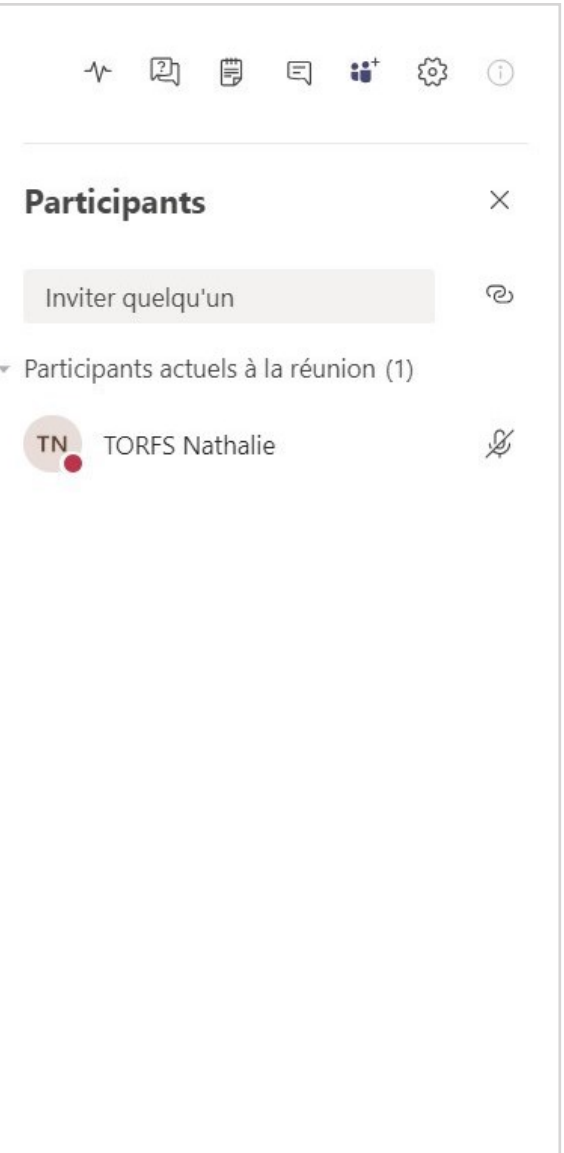 Participants
Inviter quelqu'un
Participants actuels à la réunion (1)
TN TORFS Nathalie